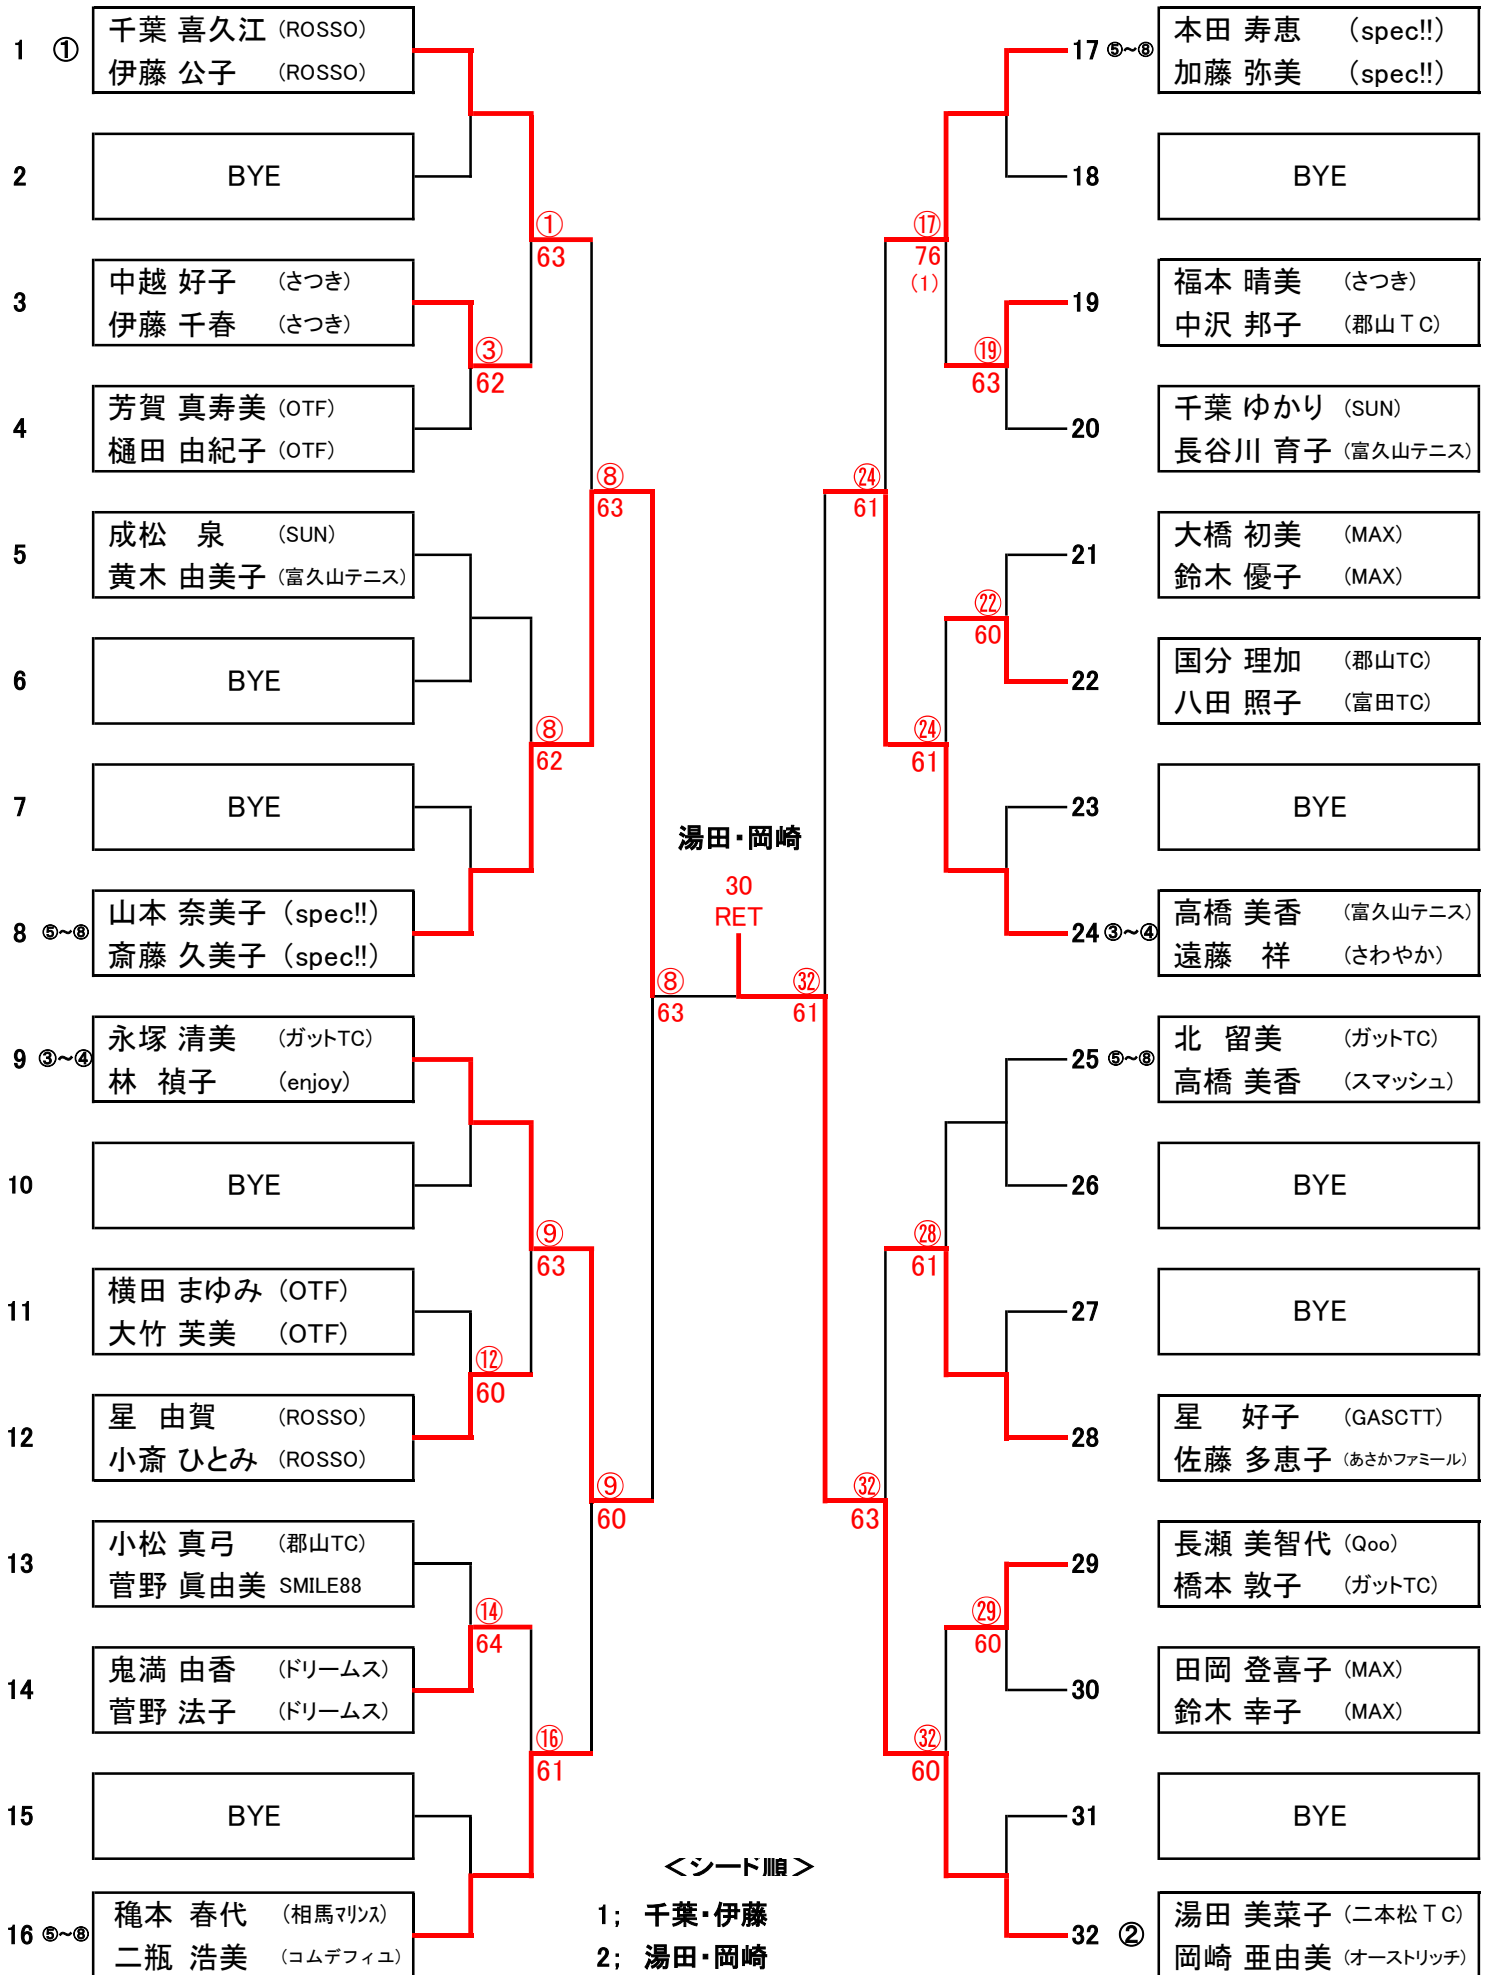 1 ① 千葉 喜久江 (ROSSO)
伊藤 公子 (ROSSO)
2 BYE
① 
63
3 中越 好子 (さつき)
伊藤 千春 (さつき)
③
62
4 芳賀 真寿美 (OTF)
樋田 由紀子 (OTF)
⑧
63
5 成松 泉 (SUN)
黄木 由美子 (富久山テニス)
6 BYE
⑧
62
7 BYE
8 ⑤~⑧ 山本 奈美子 (spec!!)
斎藤 久美子 (spec!!)
⑧
63
9 ③~④ 永塚 清美 (ガットTC)
林 禎子 (enjoy)
10 BYE
⑨
63
11 横田 まゆみ (OTF)
大竹 芙美 (OTF)
⑫
60
12 星 由賀 (ROSSO)
小斎 ひとみ (ROSSO)
⑨
60
13 小松 真弓 (郡山TC)
菅野 眞由美 SMILE88
⑭
64
14 鬼満 由香 (ドリームス)
菅野 法子 (ドリームス)
⑯
61
15 BYE
16 ⑤~⑧ 穐本 春代 (相馬マリンズ)
二瓶 浩美 (コムデフィユ)
湯田・岡崎
30
RET
17 ⑤~⑧ 本田 寿恵 (spec!!)
加藤 弥美 (spec!!)
18 BYE
⑰
76
(1)
19 福本 晴美 (さつき)
中沢 邦子 (郡山TC)
⑲
63
20 千葉 ゆかり (SUN)
長谷川 育子 (富久山テニス)
㉔
61
21 大橋 初美 (MAX)
鈴木 優子 (MAX)
㉒
60
22 国分 理加 (郡山TC)
八田 照子 (富田TC)
㉔
61
23 BYE
24 ③~④ 高橋 美香 (富久山テニス)
遠藤 祥 (さわやか)
㉜
61
25 ⑤~⑧ 北 留美 (ガットTC)
高橋 美香 (スマッシュ)
26 BYE
㉘
61
27 BYE
28 星 好子 (GASCTT)
佐藤 多恵子 (あさかファミール)
㉜
63
29 長瀬 美智代 (Qoo)
橋本 敦子 (ガットTC)
㉙
60
30 田岡 登喜子 (MAX)
鈴木 幸子 (MAX)
㉜
60
31 BYE
32 ② 湯田 美菜子 (二本松TC)
岡崎 亜由美 (オーストリッチ)
<シード順>
1; 千葉・伊藤
2; 湯田・岡崎